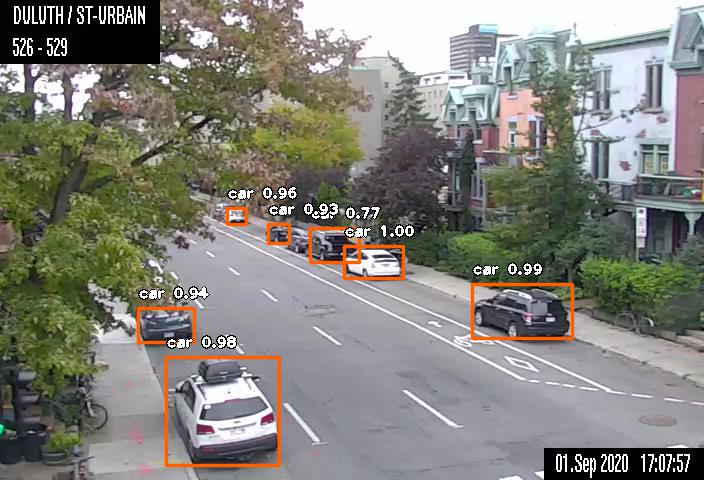 DULUTH / ST-URBAIN
526 - 529
car 0.96
car 0.93
0.77
car 1.00
car 0.99
car 0.94
car 0.98
01.Sep 2020 17:07:57